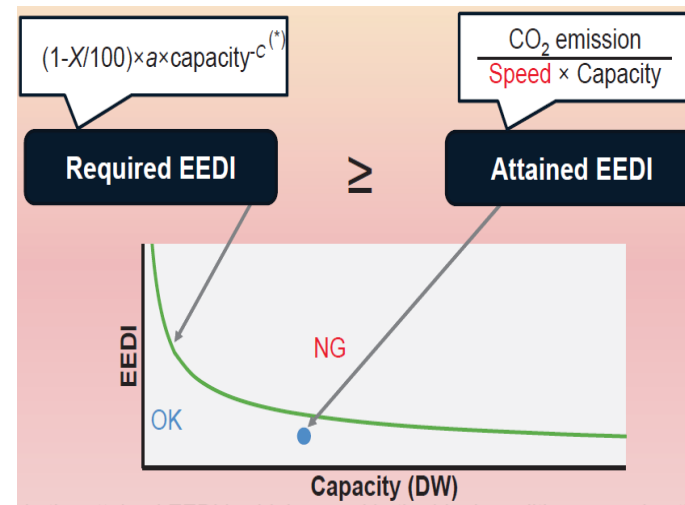 (1-X/100)×a×capacity⁻ᶜ ⁽*⁾
CO₂ emission
Speed × Capacity
Required EEDI
≥
Attained EEDI
EEDI
NG
OK
Capacity (DW)